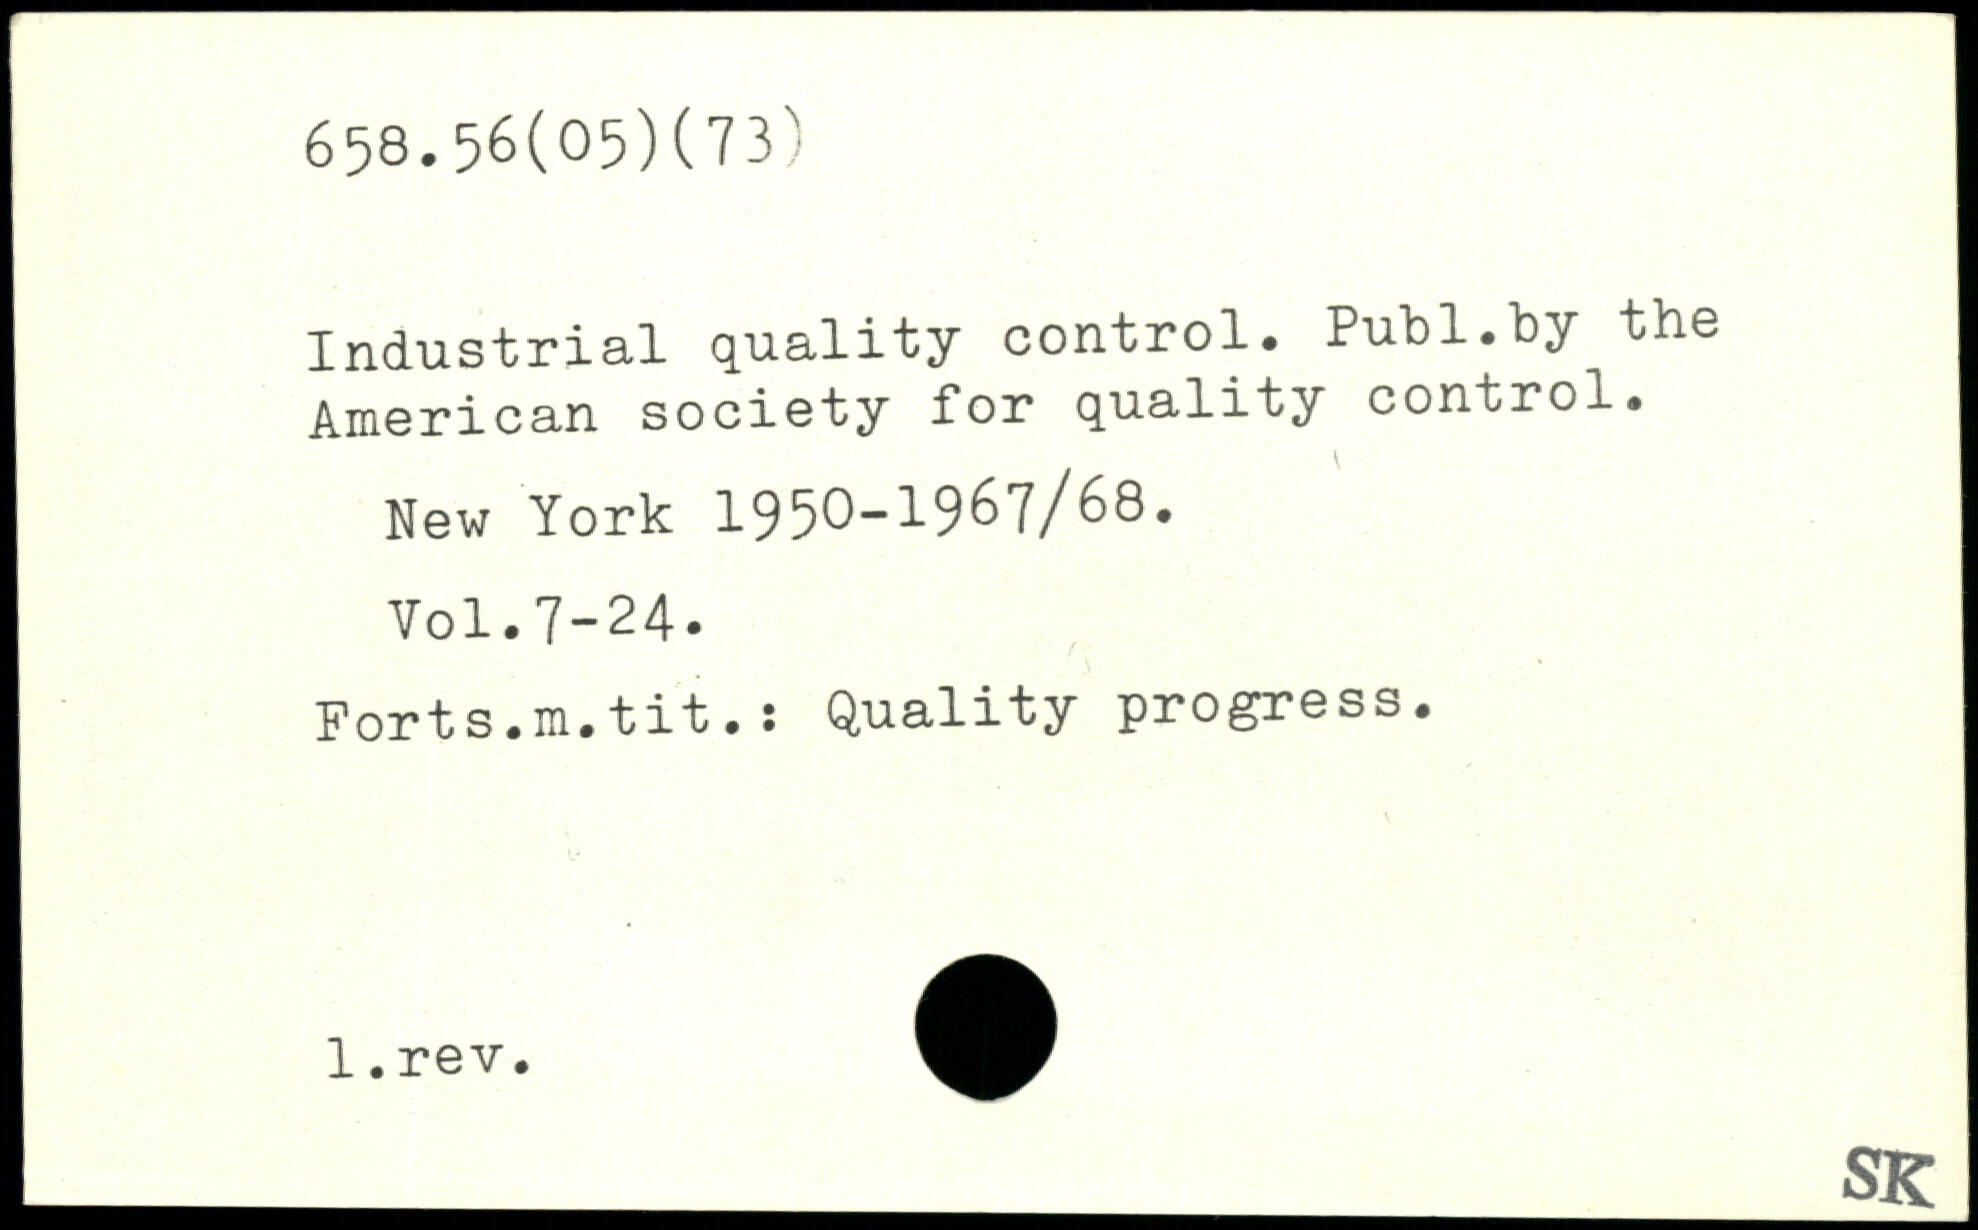 658.56(05)(73)
Industrial quality control. Publ.by the
American society for quality control.
New York 1950-1967/68.
Vol.7-24.
Forts.m.tit.: Quality progress.
1.rev.
SK